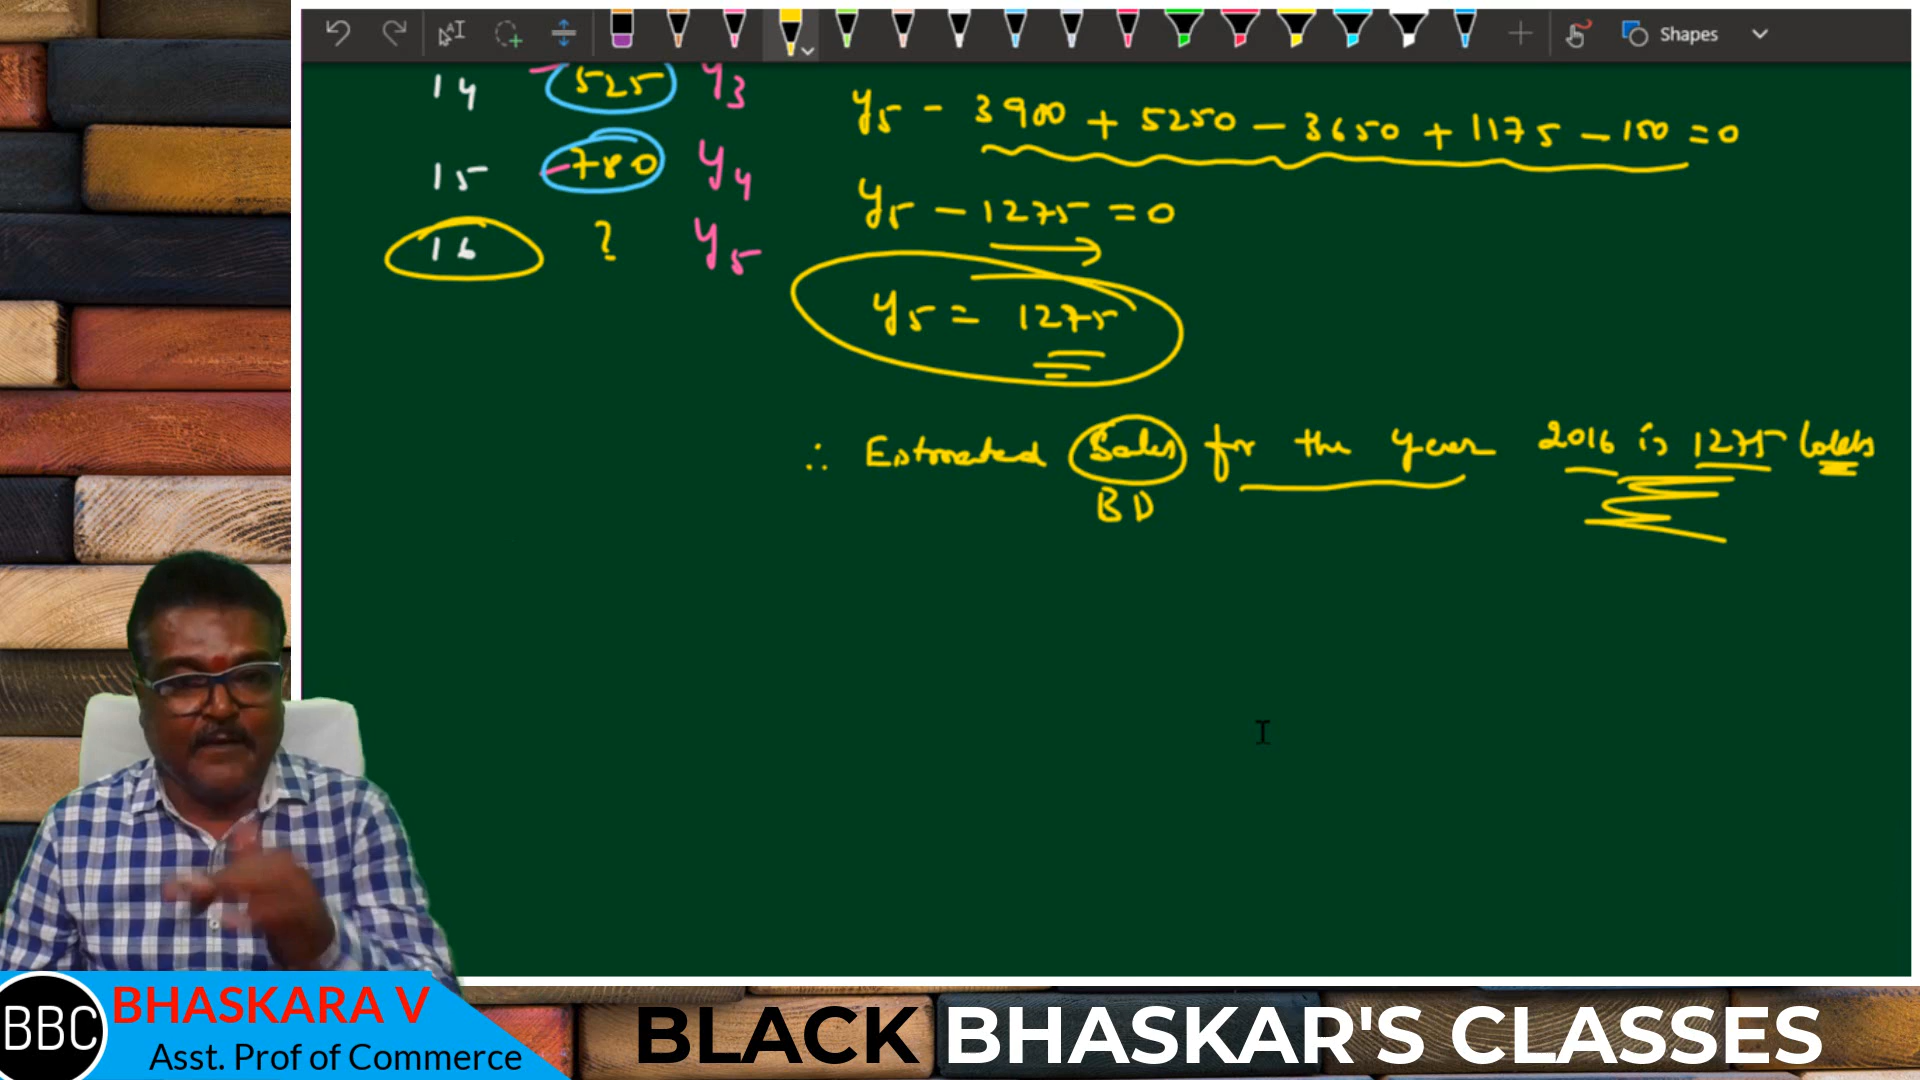 Shapes
14 525 y3
15 780 y4
16 ? y5
y5 - 3900 + 5250 - 3650 + 1175 - 150 = 0
y5 - 1275 = 0
y5 = 1275
∴ Estimated Sales for the year 2016 is 1275
BD
BBC
BHASKARA V
Asst. Prof of Commerce
BLACK BHASKAR'S CLASSES